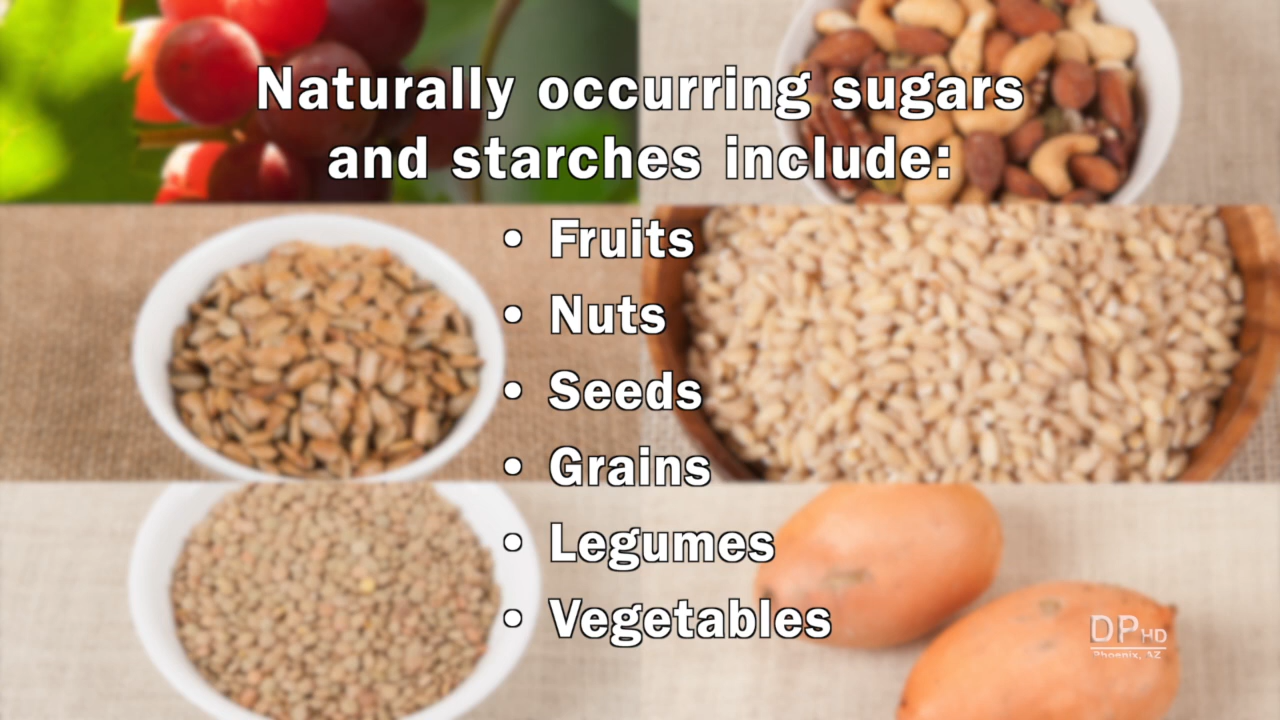 Naturally occurring sugars
and starches include:
• Fruits
• Nuts
• Seeds
• Grains
• Legumes
• Vegetables
DPHD
Phoenix, AZ